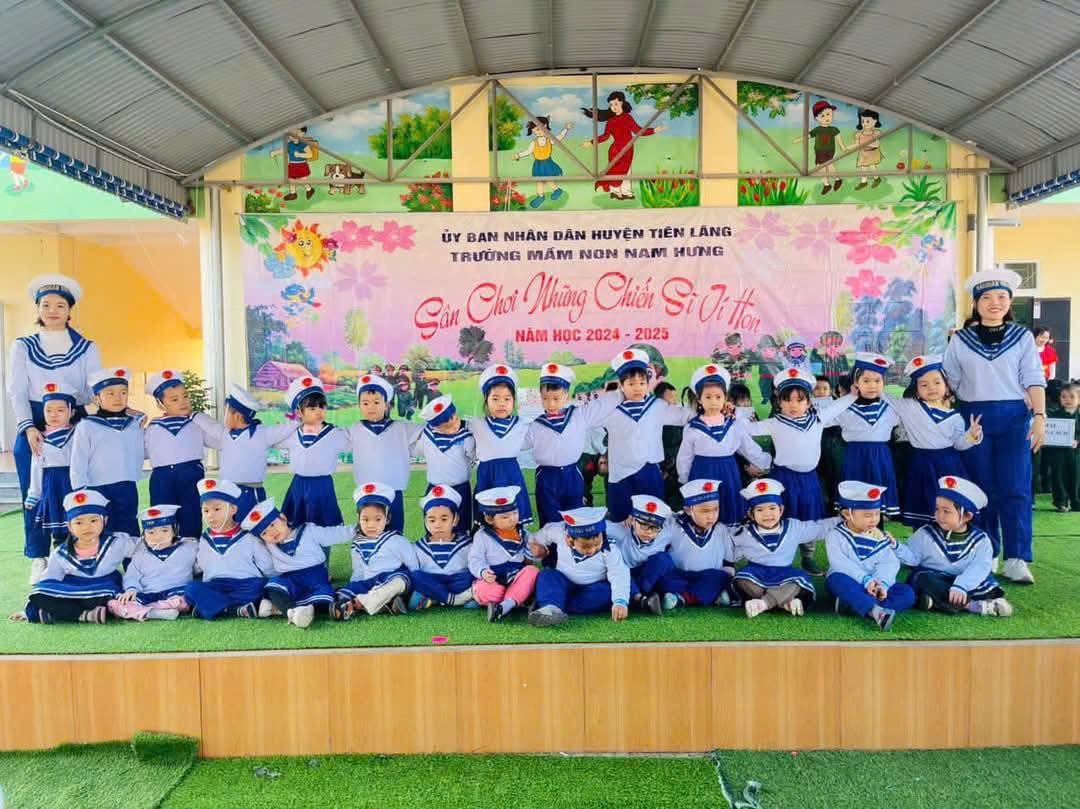 ỦY BAN NHÂN DÂN HUYỆN TIÊN LÃNG
TRƯỜNG MẦM NON NAM HƯNG
Sân Chơi Những Chiến Sĩ Tí Hon
NĂM HỌC 2024 - 2025